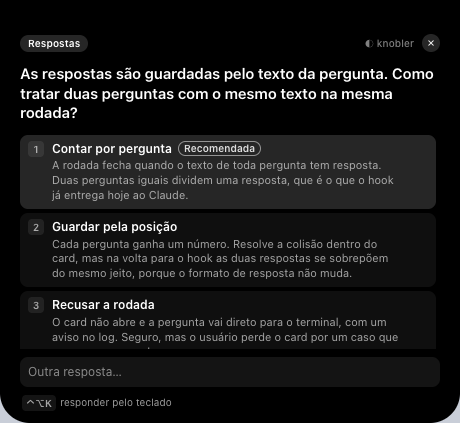 Respostas
knobler
As respostas são guardadas pelo texto da pergunta. Como
tratar duas perguntas com o mesmo texto na mesma
rodada?
1 Contar por pergunta Recomendada
A rodada fecha quando o texto de toda pergunta tem resposta.
Duas perguntas iguais dividem uma resposta, que é o que o hook
já entrega hoje ao Claude.
2 Guardar pela posição
Cada pergunta ganha um número. Resolve a colisão dentro do
card, mas na volta para o hook as duas respostas se sobrepõem
do mesmo jeito, porque o formato de resposta não muda.
3 Recusar a rodada
O card não abre e a pergunta vai direto para o terminal, com um
aviso no log. Seguro, mas o usuário perde o card por um caso que
Outra resposta...
^⌥K responder pelo teclado